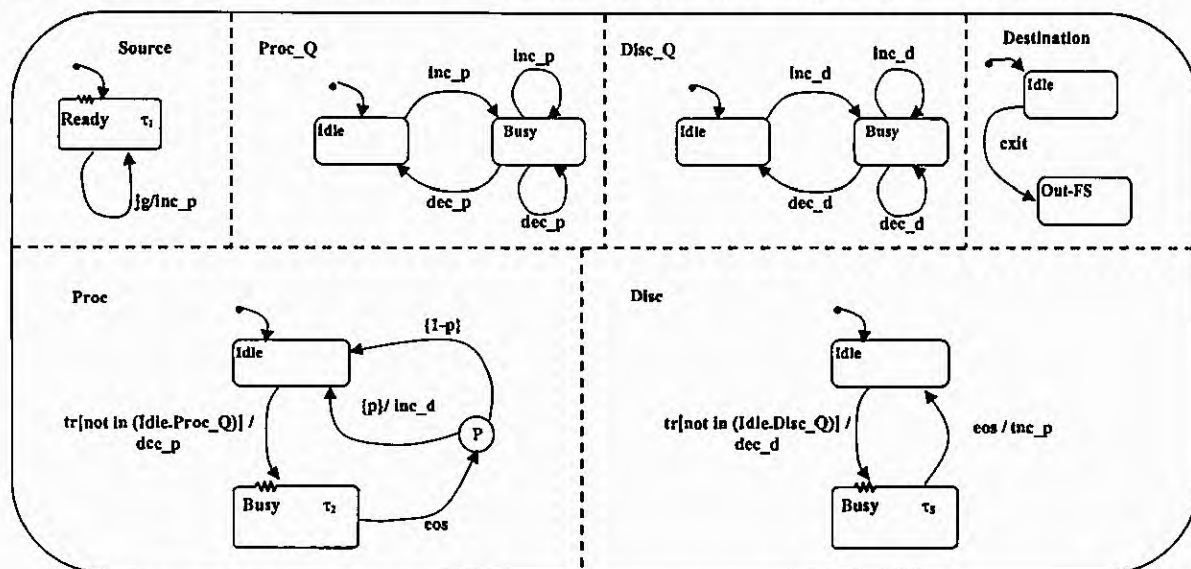 Source
Ready τ1
jg/inc_p
Proc_Q
Idle
inc_p
inc_p
Busy
dec_p
dec_p
Disc_Q
Idle
inc_d
inc_d
Busy
dec_d
dec_d
Destination
Idle
exit
Out-FS
Proc
Idle
{1-p}
{p}/ inc_d
P
tr[not in (Idle.Proc_Q)] /
dec_p
Busy τ2
eos
Disc
Idle
tr[not in (Idle.Disc_Q)] /
dec_d
eos / inc_p
Busy τS